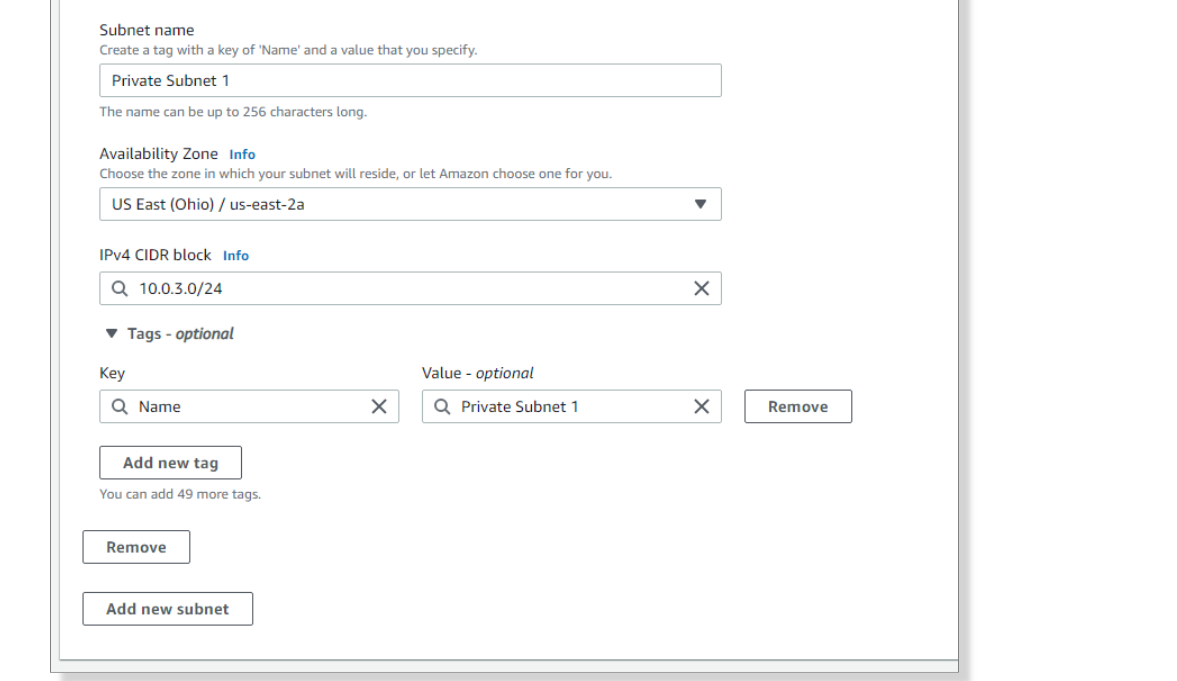 Subnet name
Create a tag with a key of 'Name' and a value that you specify.
Private Subnet 1
The name can be up to 256 characters long.
Availability Zone Info
Choose the zone in which your subnet will reside, or let Amazon choose one for you.
US East (Ohio) / us-east-2a
IPv4 CIDR block Info
10.0.3.0/24
Tags - optional
Key Value - optional
Name Private Subnet 1 Remove
Add new tag
You can add 49 more tags.
Remove
Add new subnet